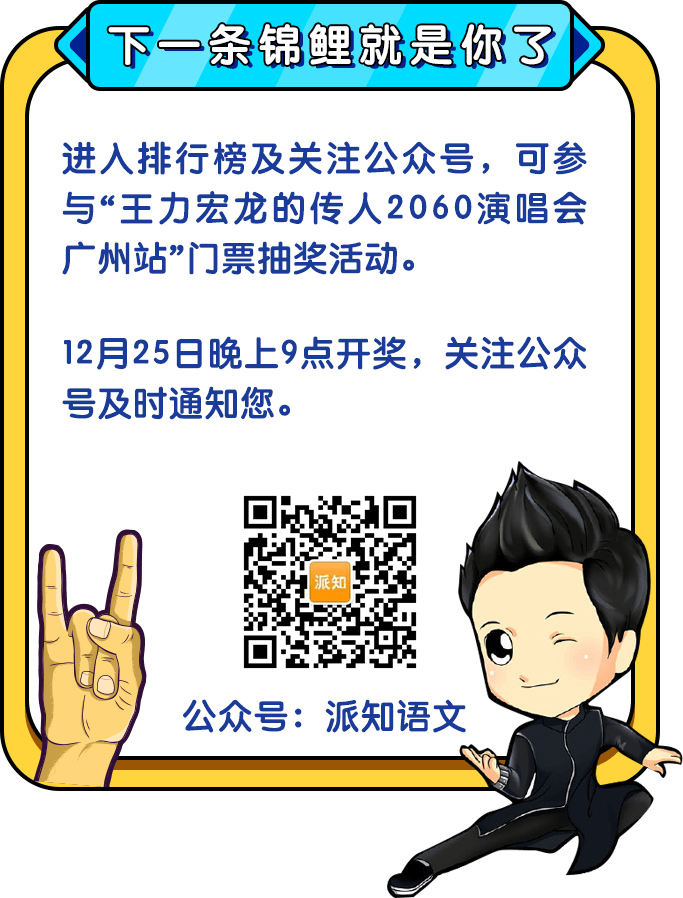 下一条锦鲤就是你了
进入排行榜及关注公众号，可参
与“王力宏龙的传人2060演唱会
广州站”门票抽奖活动。
12月25日晚上9点开奖，关注公众
号及时通知您。
派知
公众号：派知语文